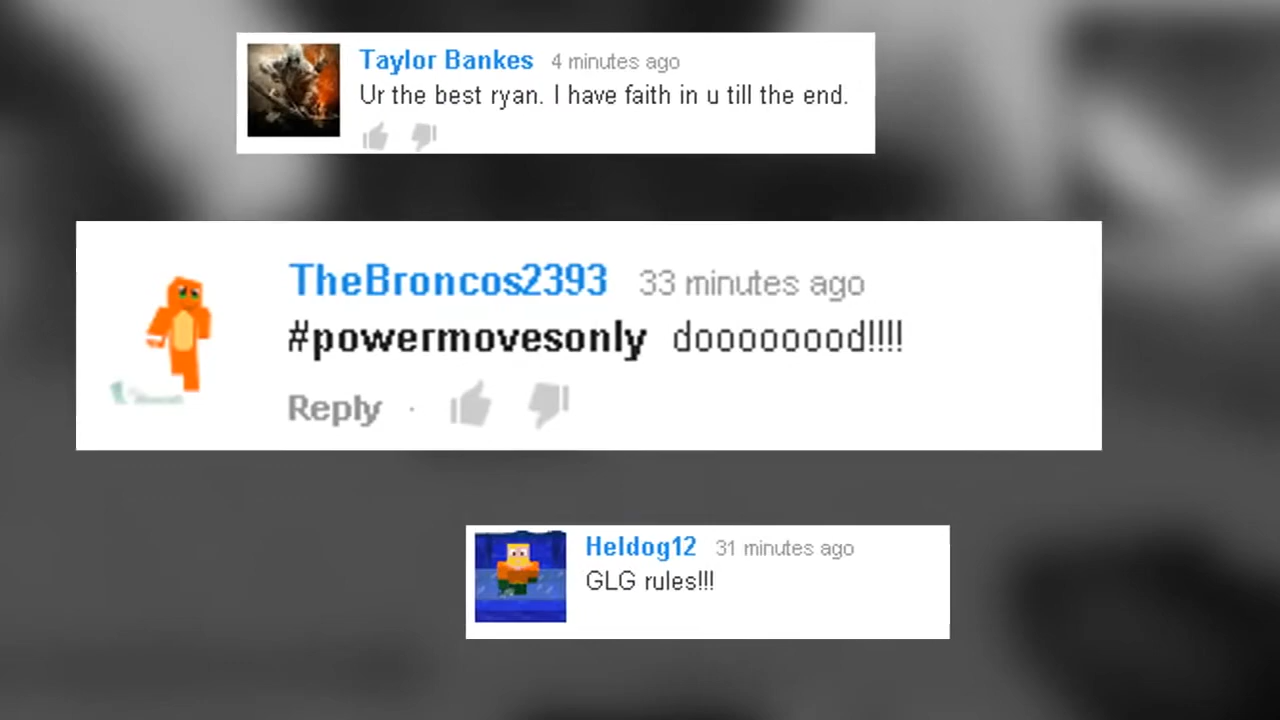 Taylor Bankes 4 minutes ago
Ur the best ryan. I have faith in u till the end.
TheBroncos2393 33 minutes ago
#powermovesonly doooooood!!!!
Reply ·
Heldog12 31 minutes ago
GLG rules!!!